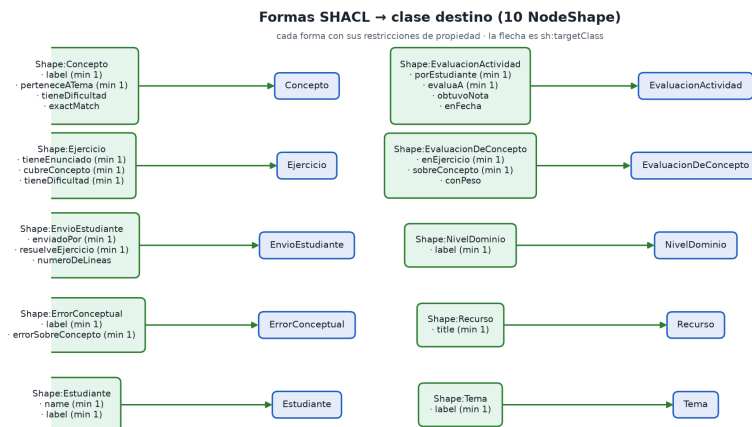 Formas SHACL → clase destino (10 NodeShape)
cada forma con sus restricciones de propiedad · la flecha es sh:targetClass
Shape:Concepto
· label (min 1)
· perteneceATema (min 1)
· tieneDificultad
· exactMatch
Concepto
Shape:EvaluacionActividad
· porEstudiante (min 1)
· evaluaA (min 1)
· obtuvoNota
· enFecha
EvaluacionActividad
Shape:Ejercicio
· tieneEnunciado (min 1)
· cubreConcepto (min 1)
· tieneDificultad (min 1)
Ejercicio
Shape:EvaluacionDeConcepto
· enEjercicio (min 1)
· sobreConcepto (min 1)
· conPeso
EvaluacionDeConcepto
Shape:EnvioEstudiante
· enviadoPor (min 1)
· resuelveEjercicio (min 1)
· numeroDeLineas
EnvioEstudiante
Shape:NivelDominio
· label (min 1)
NivelDominio
Shape:ErrorConceptual
· label (min 1)
· errorSobreConcepto (min 1)
ErrorConceptual
Shape:Recurso
· title (min 1)
Recurso
Shape:Estudiante
· name (min 1)
· label (min 1)
Estudiante
Shape:Tema
· label (min 1)
Tema